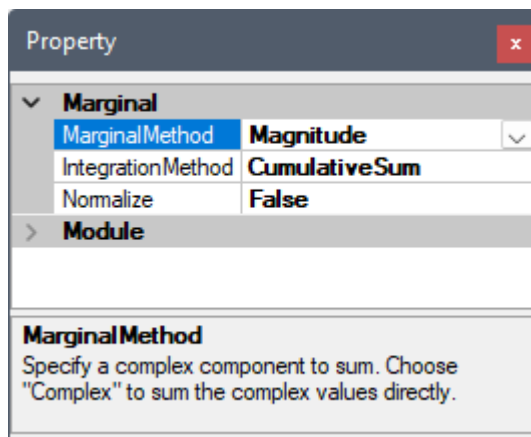 Property
x
Marginal
MarginalMethod Magnitude
IntegrationMethod CumulativeSum
Normalize False
Module
MarginalMethod
Specify a complex component to sum. Choose
"Complex" to sum the complex values directly.